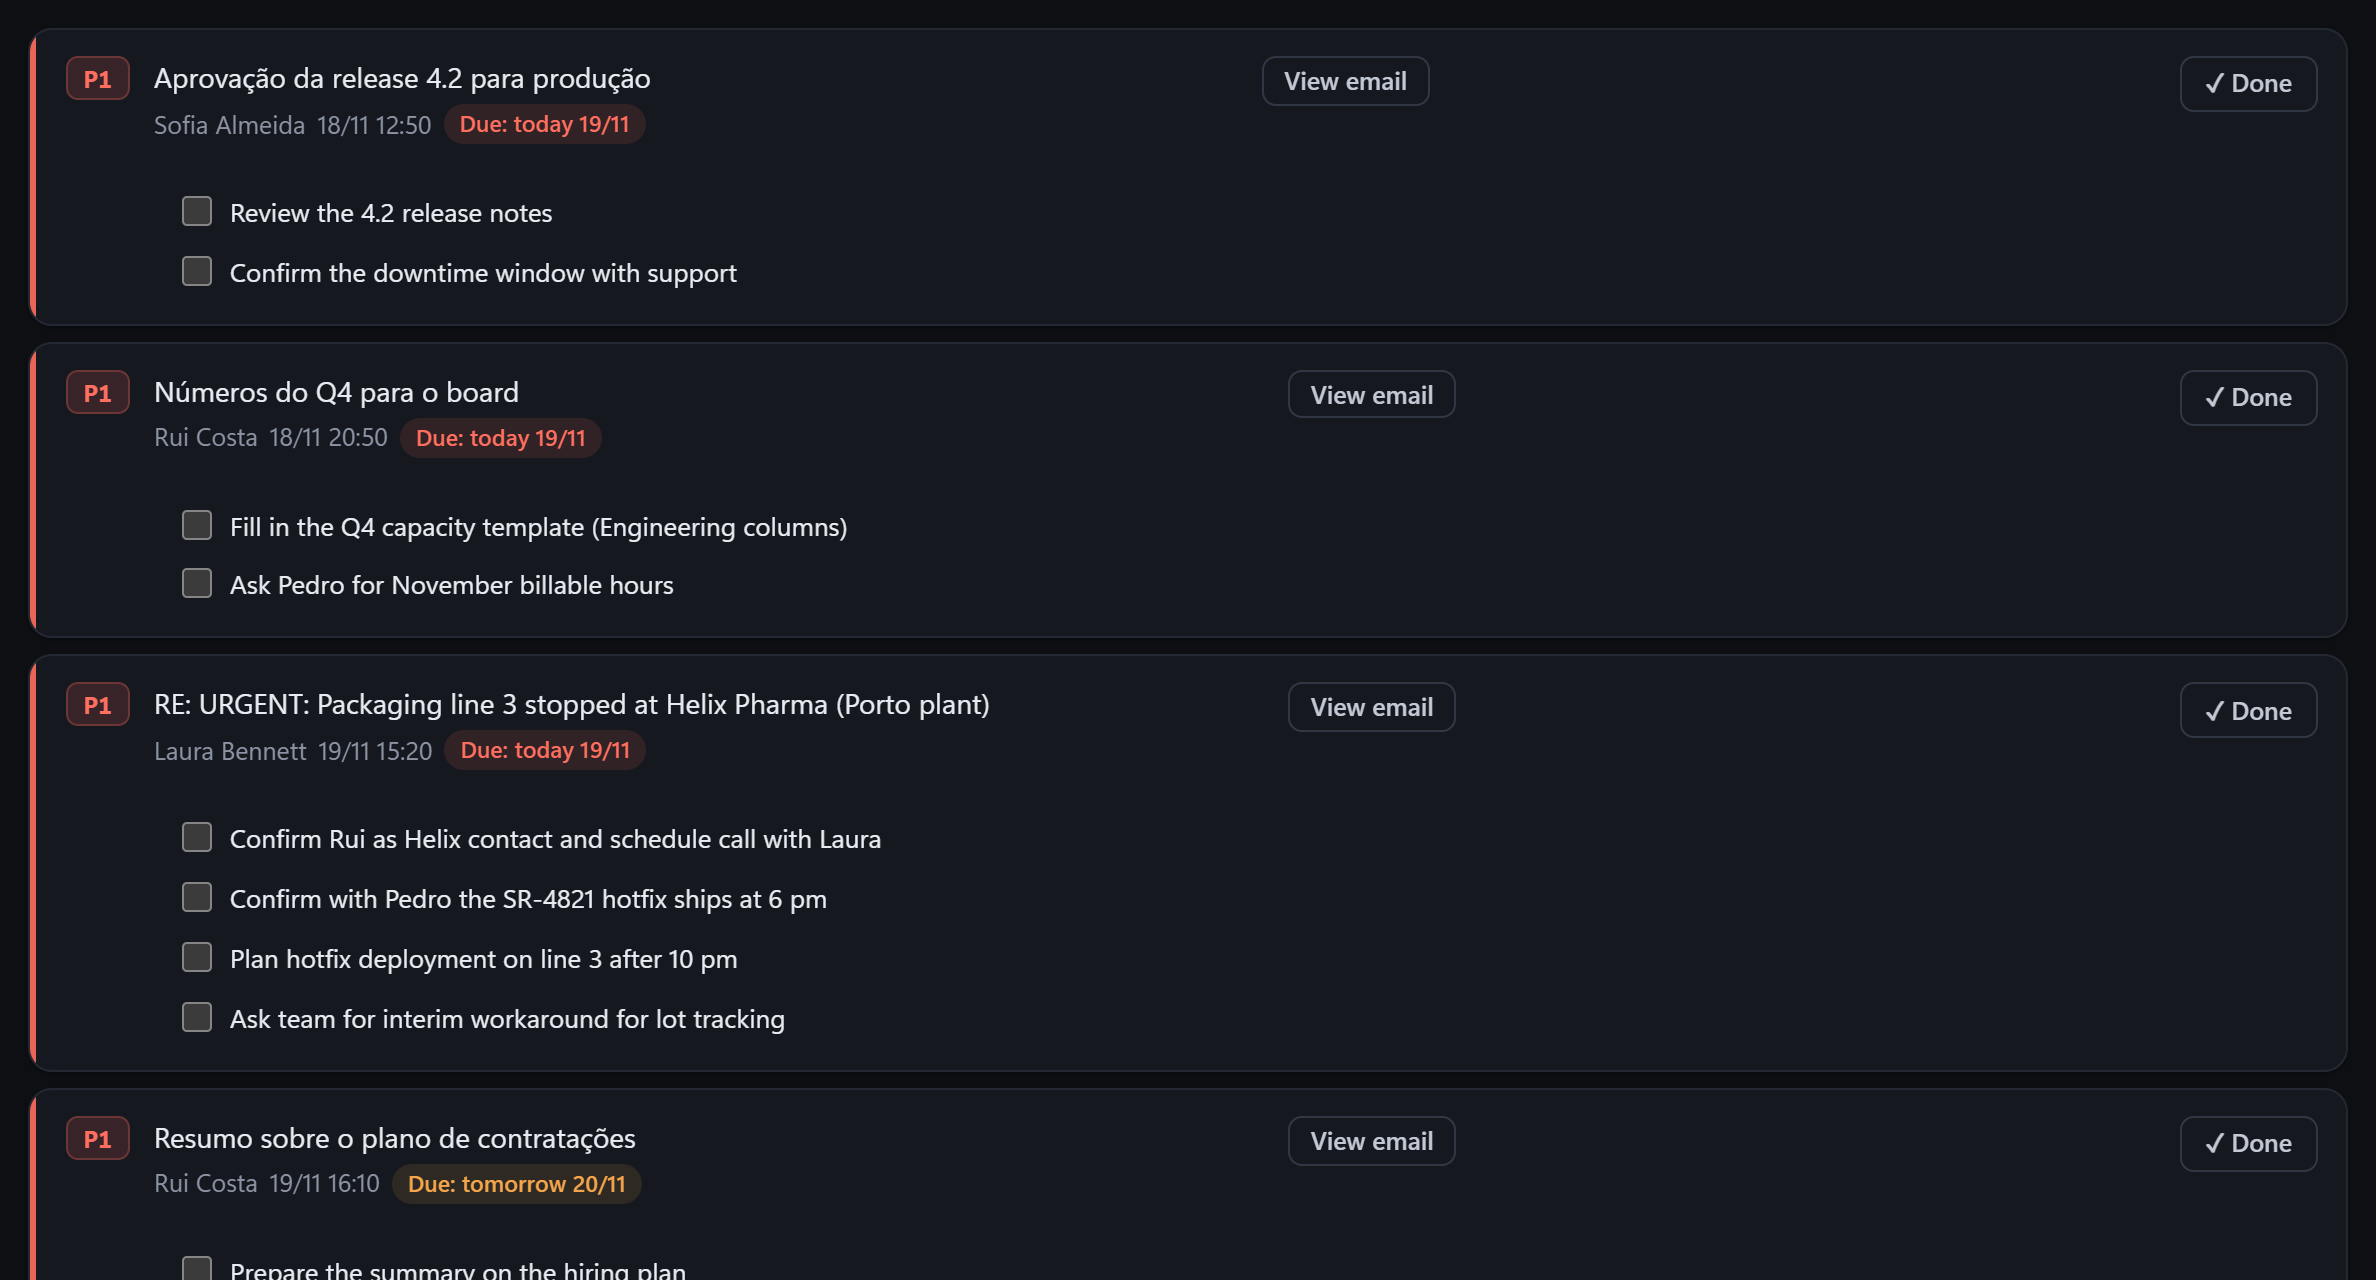 P1 Aprovação da release 4.2 para produção View email ✓ Done
Sofia Almeida 18/11 12:50 Due: today 19/11
Review the 4.2 release notes
Confirm the downtime window with support
P1 Números do Q4 para o board View email ✓ Done
Rui Costa 18/11 20:50 Due: today 19/11
Fill in the Q4 capacity template (Engineering columns)
Ask Pedro for November billable hours
P1 RE: URGENT: Packaging line 3 stopped at Helix Pharma (Porto plant) View email ✓ Done
Laura Bennett 19/11 15:20 Due: today 19/11
Confirm Rui as Helix contact and schedule call with Laura
Confirm with Pedro the SR-4821 hotfix ships at 6 pm
Plan hotfix deployment on line 3 after 10 pm
Ask team for interim workaround for lot tracking
P1 Resumo sobre o plano de contratações View email ✓ Done
Rui Costa 19/11 16:10 Due: tomorrow 20/11
Prepare the summary on the hiring plan